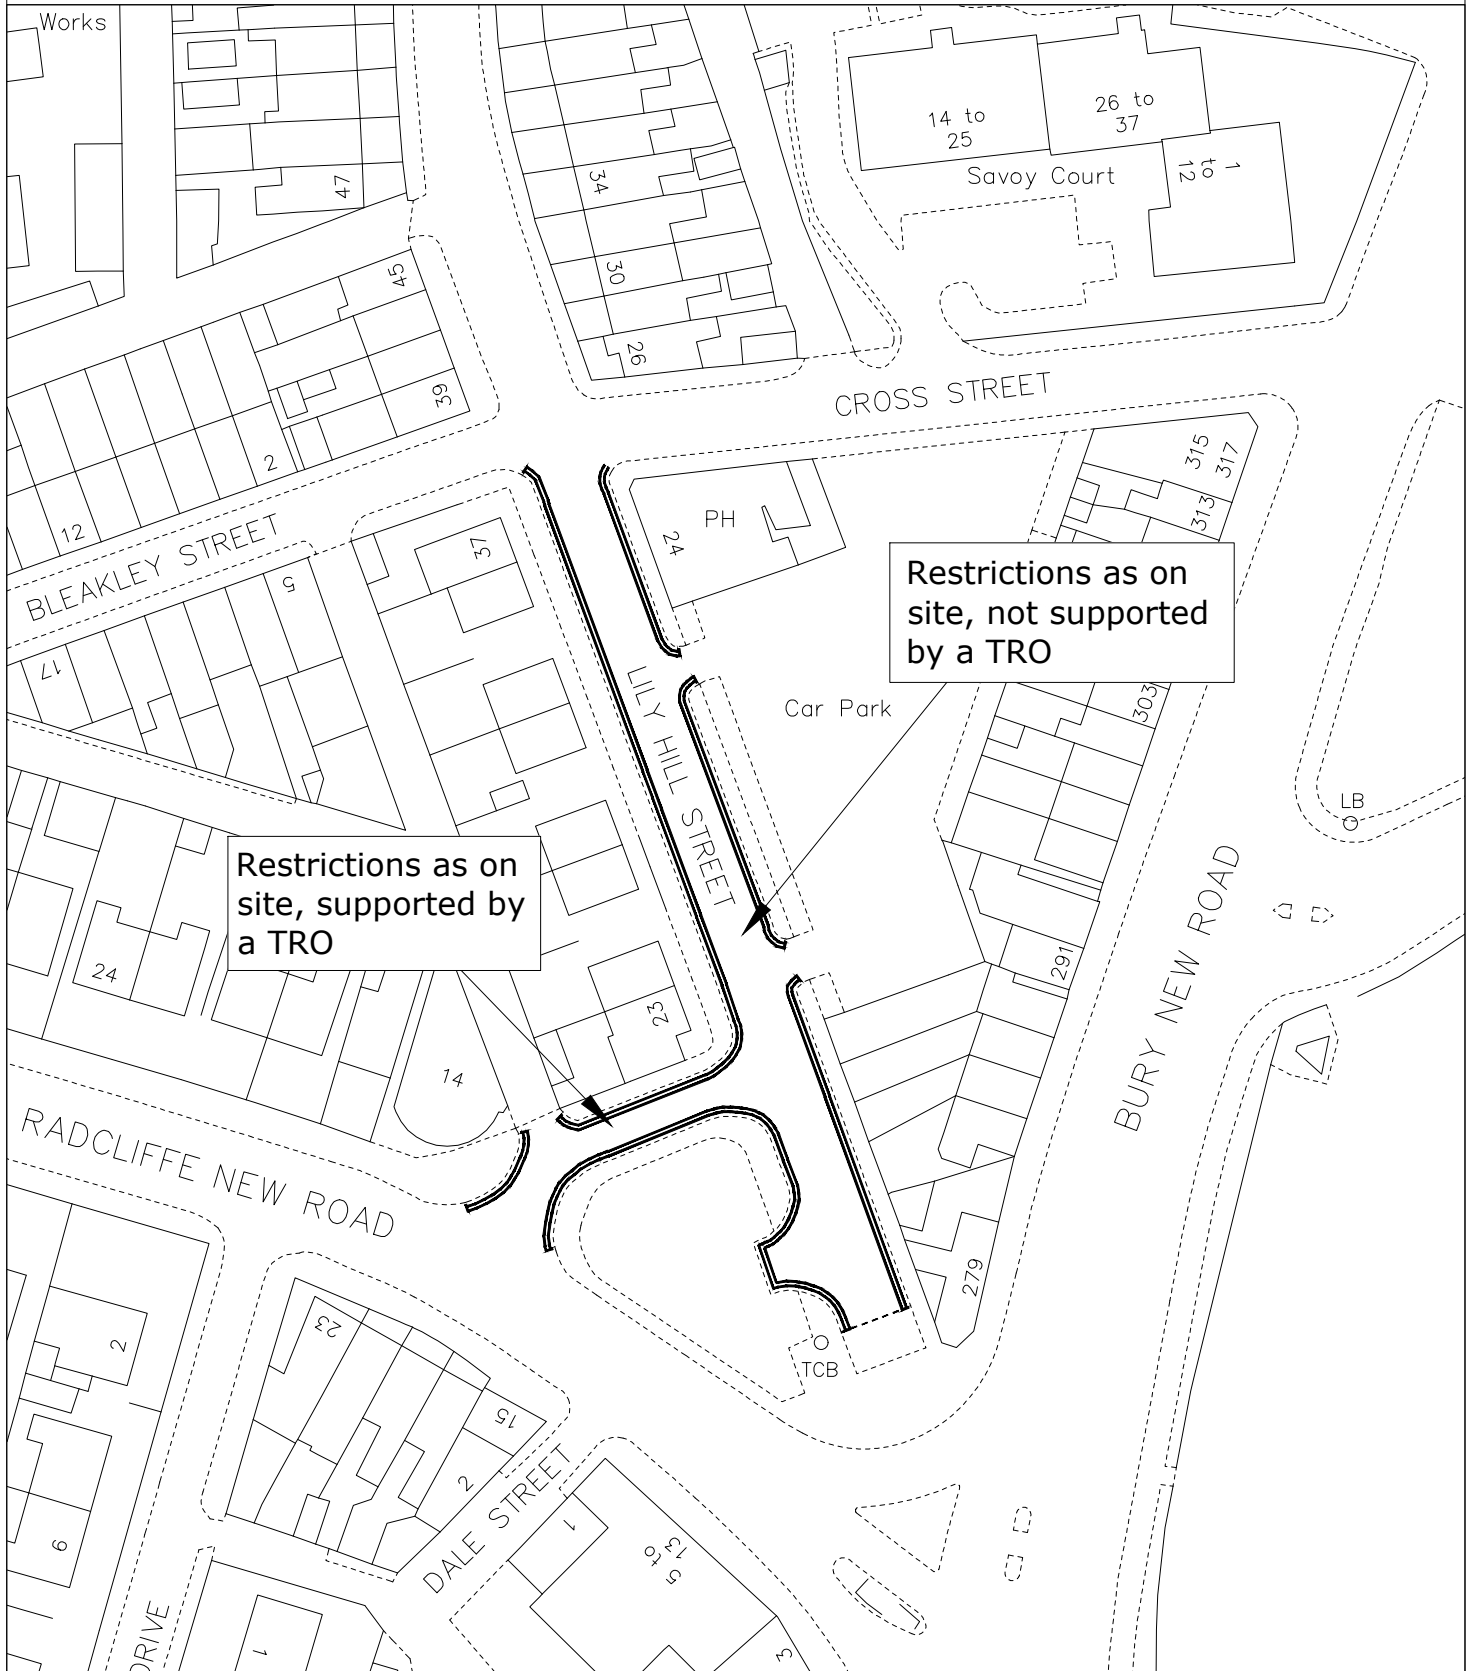 Works
47
34
14 to
25
26 to
37
1
to
12
Savoy Court
45
30
26
39
CROSS STREET
2
12
BLEAKLEY STREET
5
17
37
24
PH
315
317
313
Restrictions as on
site, not supported
by a TRO
303
Car Park
LILY HILL STREET
LB
Restrictions as on
site, supported by
a TRO
24
23
14
291
BURY NEW ROAD
RADCLIFFE NEW ROAD
279
2
23
TCB
15
2
DALE STREET
9
1
5 to
13
DRIVE
1
3